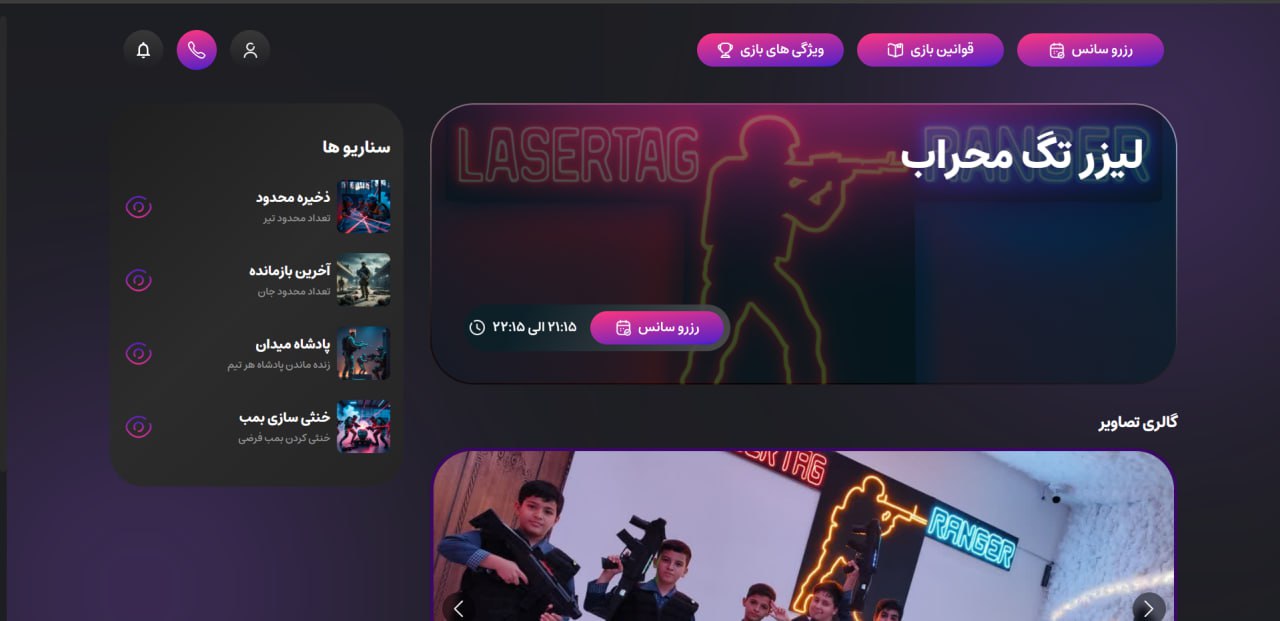 رزرو سانس
قوانین بازی
ویژگی های بازی
LASERTAG RANGER
لیزر تگ محراب
رزرو سانس
۲۱:۱۵ الی ۲۲:۱۵
سناریو ها
ذخیره محدود
تعداد محدود تیر
آخرین بازمانده
تعداد محدود جان
پادشاه میدان
زنده ماندن پادشاه هر تیم
خنثی سازی بمب
خنثی کردن بمب فرضی
گالری تصاویر
SERTAG
RANGER